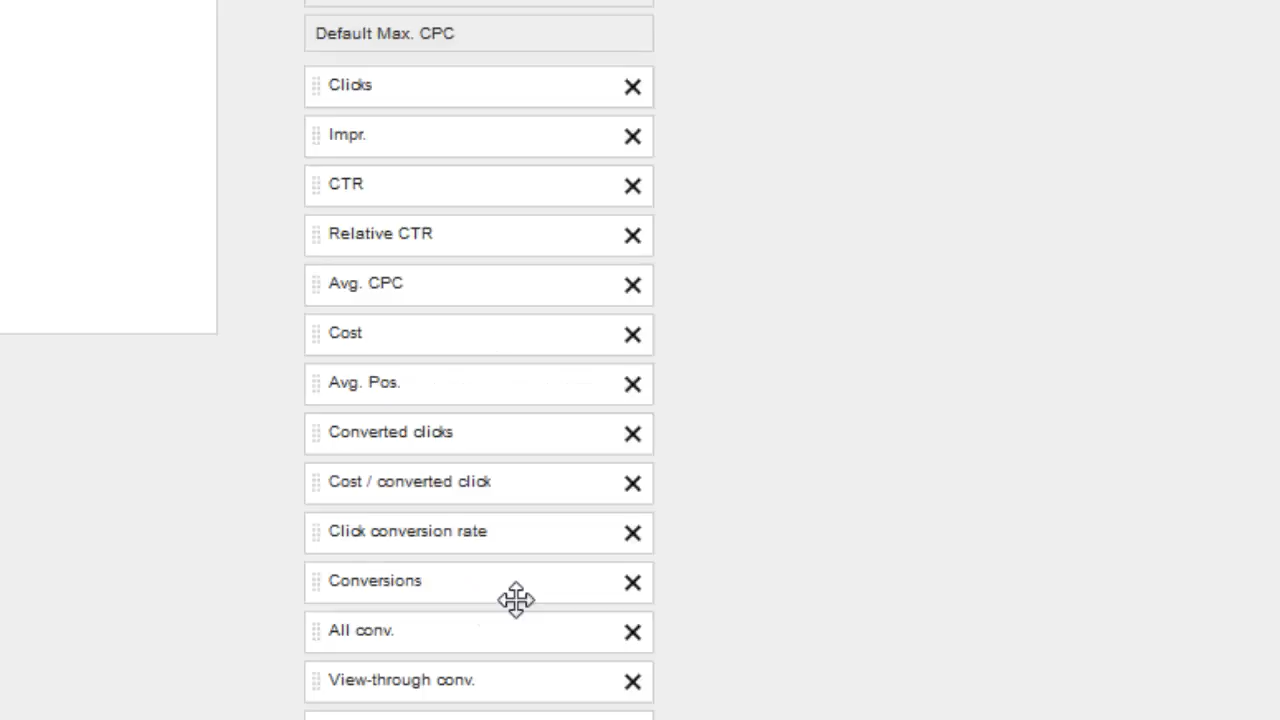 Default Max. CPC
Clicks
Impr.
CTR
Relative CTR
Avg. CPC
Cost
Avg. Pos.
Converted clicks
Cost / converted click
Click conversion rate
Conversions
All conv.
View-through conv.